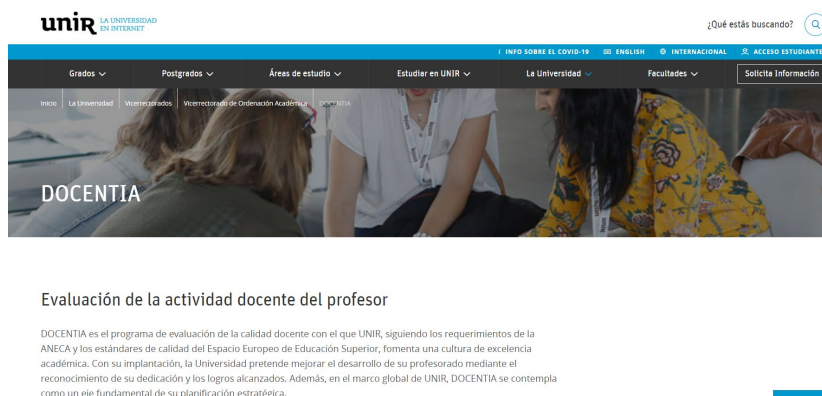 unir LA UNIVERSIDAD
EN INTERNET
¿Qué estás buscando?
INFO SOBRE EL COVID-19 ENGLISH INTERNACIONAL ACCESO ESTUDIANTE
Grados Postgrados Áreas de estudio Estudiar en UNIR La Universidad Facultades Solicita Información
Inicio La Universidad Vicerrectorados Vicerrectorado de Ordenación Académica DOCENTIA
DOCENTIA
Evaluación de la actividad docente del profesor
DOCENTIA es el programa de evaluación de la calidad docente con el que UNIR, siguiendo los requerimientos de la
ANECA y los estándares de calidad del Espacio Europeo de Educación Superior, fomenta una cultura de excelencia
académica. Con su implantación, la Universidad pretende mejorar el desarrollo de su profesorado mediante el
reconocimiento de su dedicación y los logros alcanzados. Además, en el marco global de UNIR, DOCENTIA se contempla
como un eje fundamental de su planificación estratégica.